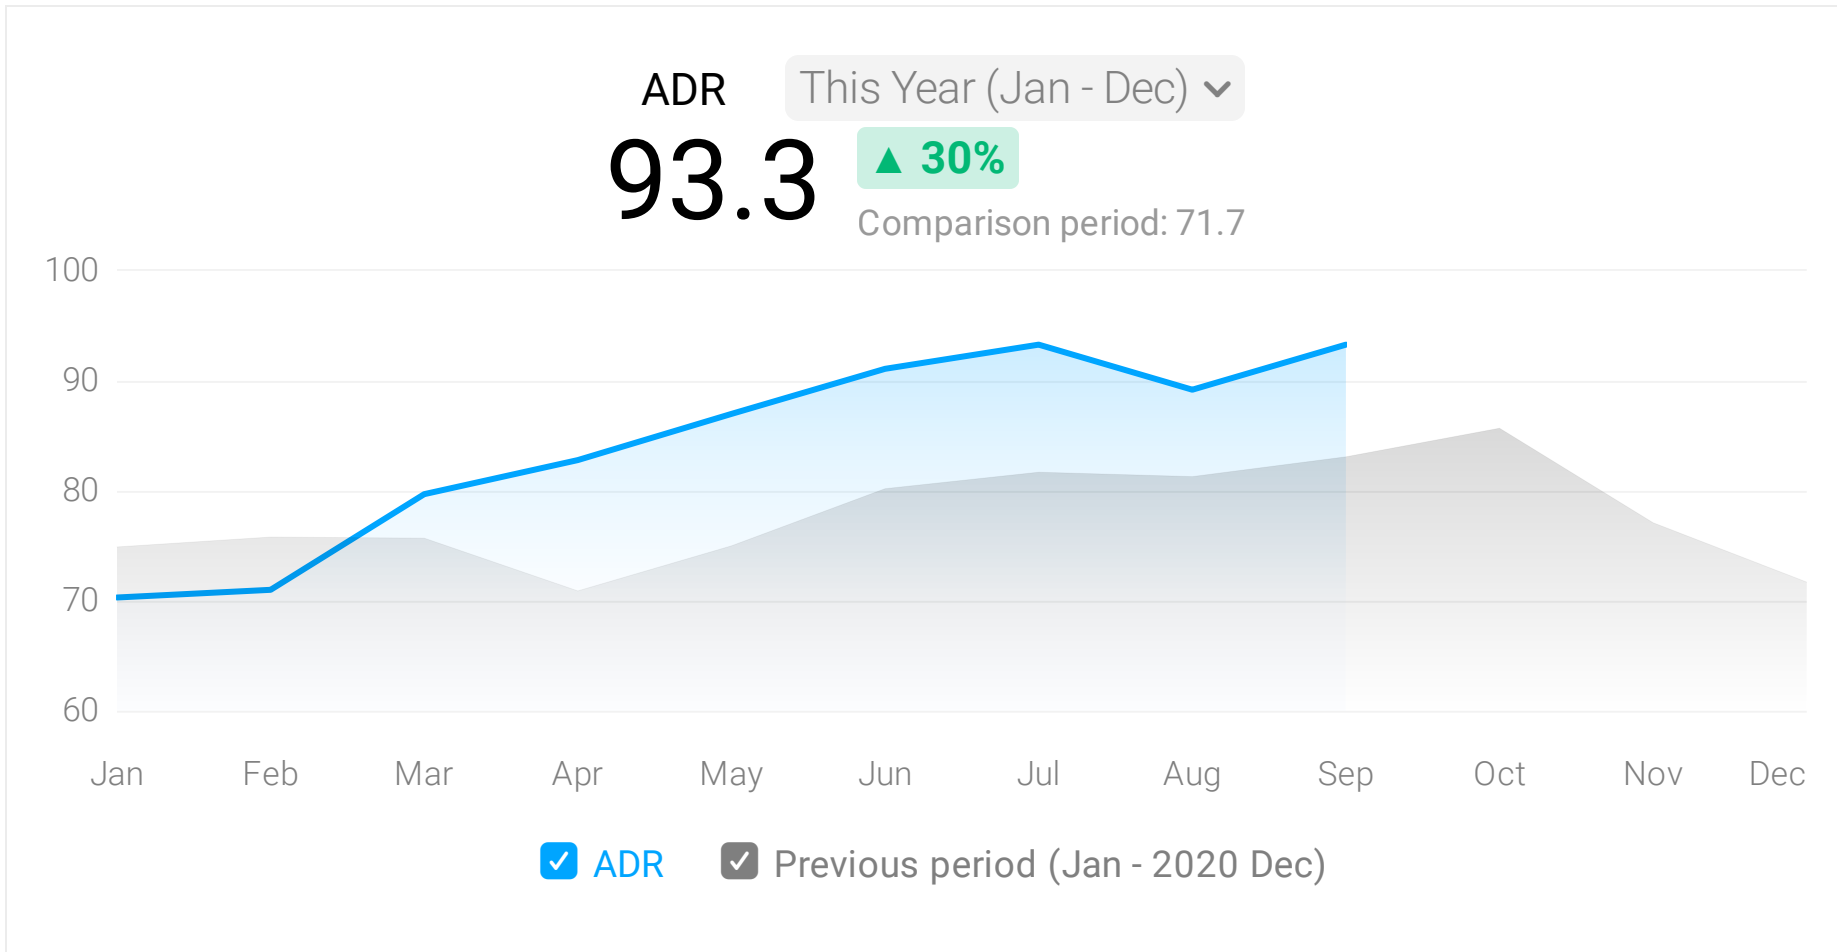 ADR This Year (Jan - Dec)
93.3 ▲ 30%
Comparison period: 71.7
100
90
80
70
60
Jan Feb Mar Apr May Jun Jul Aug Sep Oct Nov Dec
ADR Previous period (Jan - 2020 Dec)